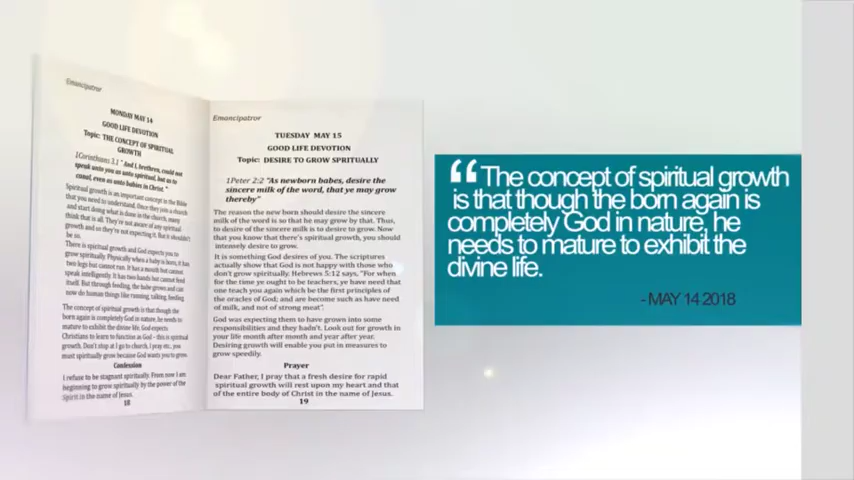 Emancipatror
MONDAY MAY 14
GOOD LIFE DEVOTION
Topic: THE CONCEPT OF SPIRITUAL
GROWTH
1Corinthians 3.1 " And I, brethren, could not
speak unto you as unto spiritual, but as to
canal, even as unto babies in Christ."
Spiritual growth is an important concept in the Bible
that you need to understand. Once they join a church
and start doing what is done in the church, many
think that is all. They're not aware of any spiritual
growth and so they're not expecting it. But it shouldn't
be so.
There is spiritual growth and God expects you to
grow spiritually. Physically when a baby is born, it has
two legs but cannot run. It has a mouth but cannot
speak intelligently. It has two hands but cannot feed
itself. But through feeding, the baby grows and can
now do human things like running, talking, feeding
The concept of spiritual growth is that though the
born again is completely God in nature, he needs to
mature to exhibit the divine life. God expects
Christians to learn to function as God – this is spiritual
growth. Don't stop at I go to church, I pray etc., you
must spiritually grow because God wants you to grow.
Confession
I refuse to be stagnant spiritually. From now I am
beginning to grow spiritually by the power of the
Spirit in the name of Jesus.
18
Emancipatror
TUESDAY MAY 15
GOOD LIFE DEVOTION
Topic: DESIRE TO GROW SPRITUALLY
1Peter 2:2 "As newborn babes, desire the
sincere milk of the word, that ye may grow
thereby"
The reason the new born should desire the sincere
milk of the word is so that he may grow by that. Thus,
to desire of the sincere milk is to desire to grow. Now
that you know that there's spiritual growth, you should
intensely desire to grow.
It is something God desires of you. The scriptures
actually show that God is not happy with those who
don't grow spiritually. Hebrews 5:12 says, "For when
for the time ye ought to be teachers, ye have need that
one teach you again which be the first principles of
the oracles of God; and are become such as have need
of milk, and not of strong meat".
God was expecting them to have grown into some
responsibilities and they hadn't. Look out for growth in
your life month after month and year after year.
Desiring growth will enable you put in measures to
grow speedily.
Prayer
Dear Father, I pray that a fresh desire for rapid
spiritual growth will rest upon my heart and that
of the entire body of Christ in the name of Jesus.
19
“The concept of spiritual growth
is that though the born again is
completely God in nature, he
needs to mature to exhibit the
divine life.
- MAY 14 2018